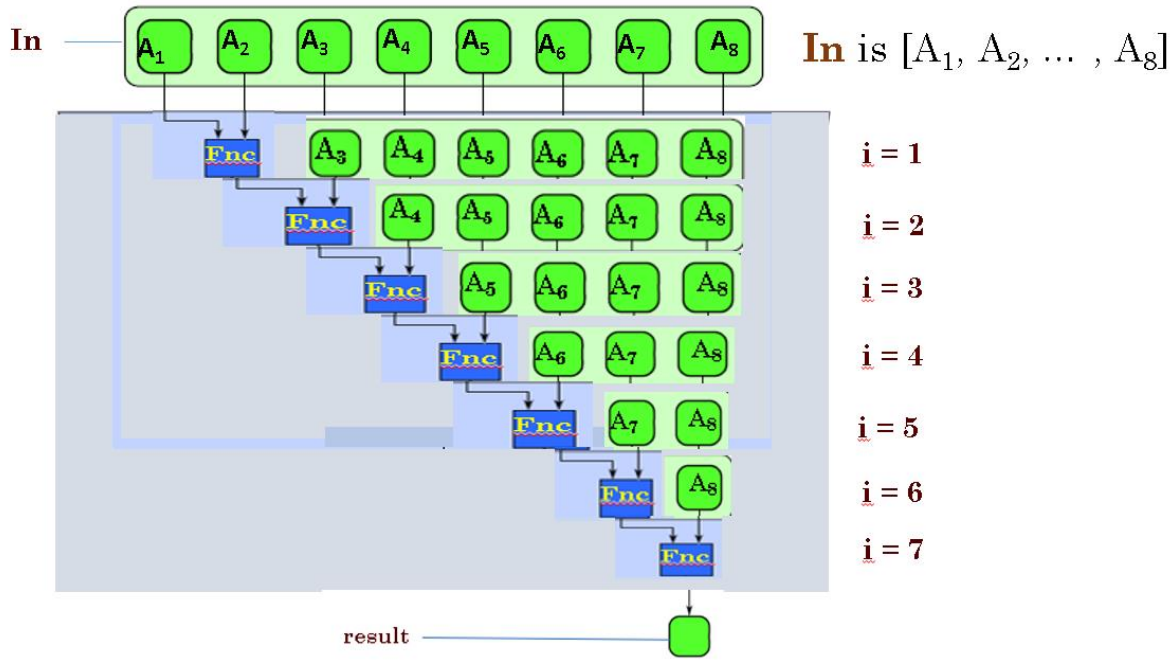 In A₁ A₂ A₃ A₄ A₅ A₆ A₇ A₈ In is [A₁, A₂, ... , A₈]
Fnc A₃ A₄ A₅ A₆ A₇ A₈ i = 1
Fnc A₄ A₅ A₆ A₇ A₈ i = 2
Fnc A₅ A₆ A₇ A₈ i = 3
Fnc A₆ A₇ A₈ i = 4
Fnc A₇ A₈ i = 5
Fnc A₈ i = 6
Fnc i = 7
result